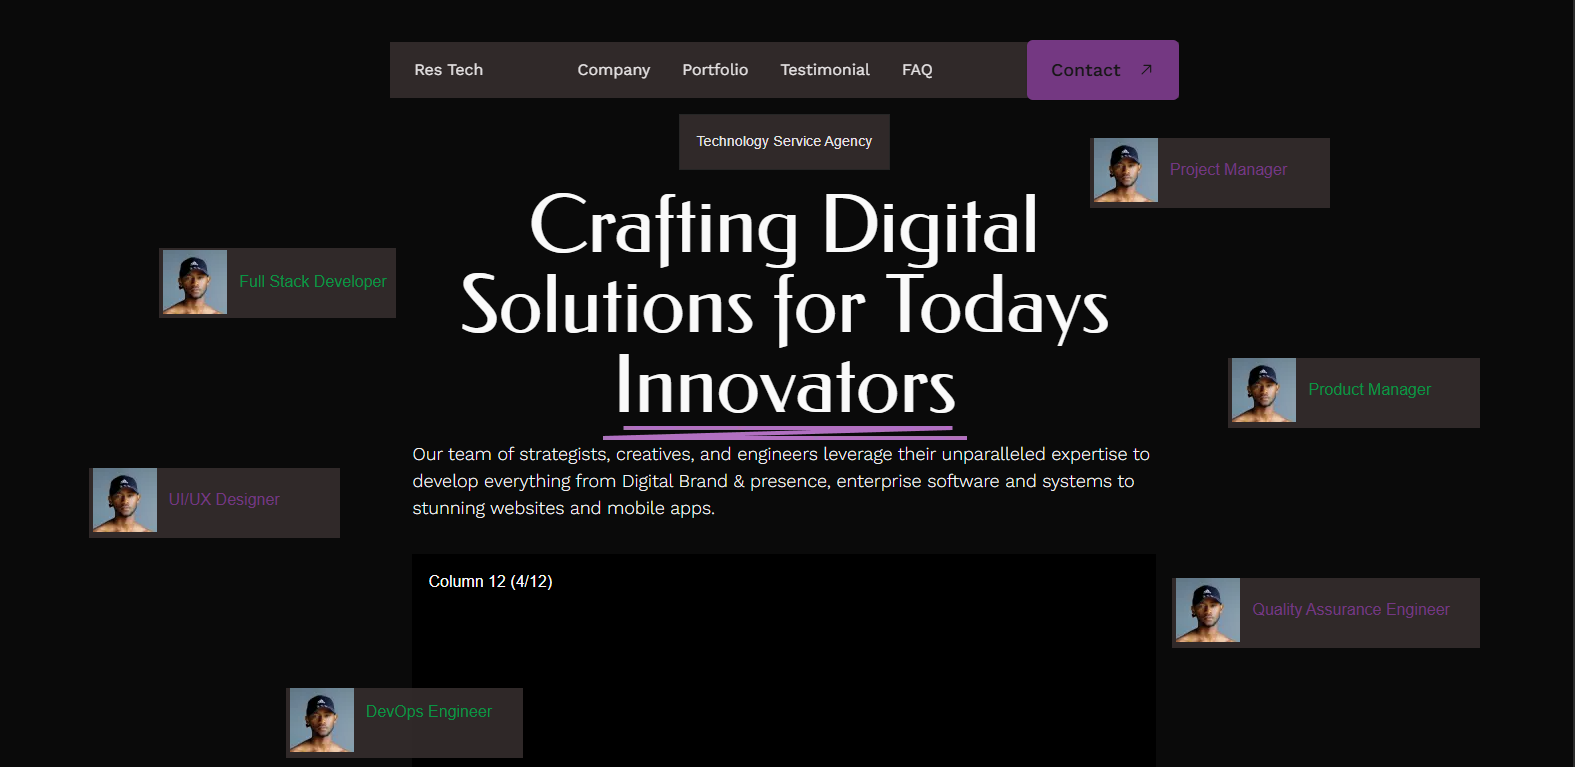 Res Tech
Company
Portfolio
Testimonial
FAQ
Contact
Technology Service Agency
Project Manager
Crafting Digital
Solutions for Todays
Innovators
Full Stack Developer
Product Manager
Our team of strategists, creatives, and engineers leverage their unparalleled expertise to
develop everything from Digital Brand & presence, enterprise software and systems to
stunning websites and mobile apps.
UI/UX Designer
Column 12 (4/12)
Quality Assurance Engineer
DevOps Engineer